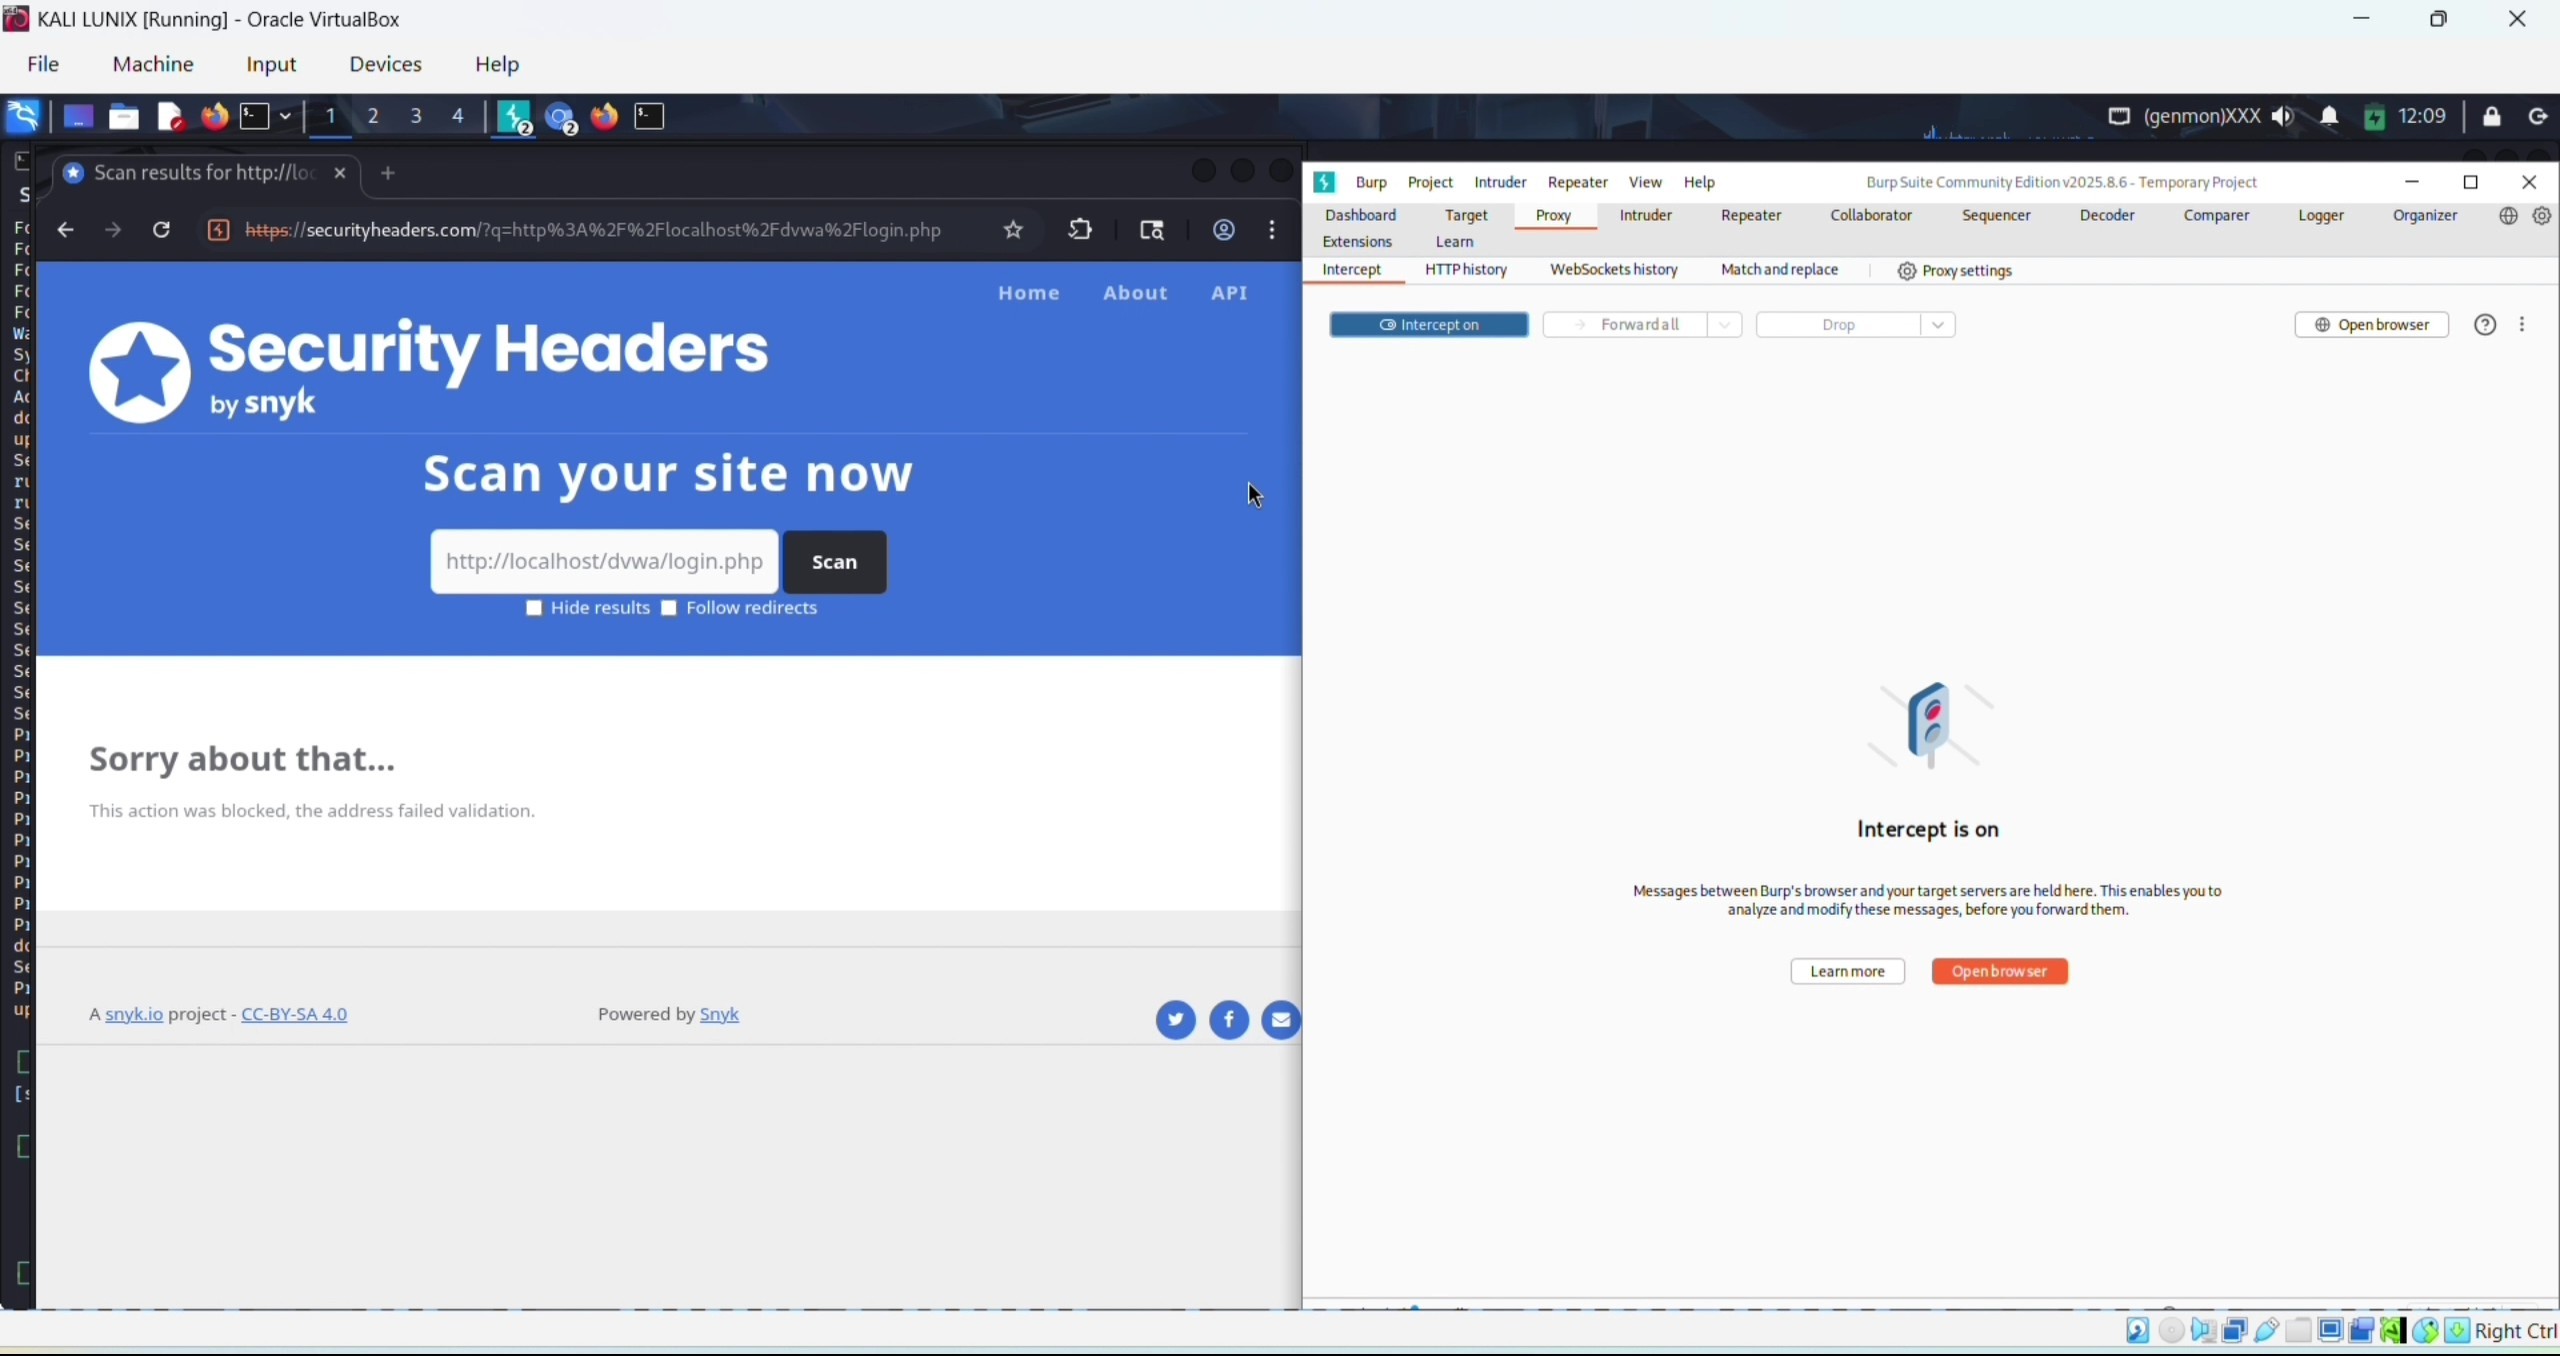 KALI LUNIX [Running] - Oracle VirtualBox
File Machine Input Devices Help
1 2 3 4 2 2 (genmon)XXX 12:09
Scan results for http://loc
https://securityheaders.com/?q=http%3A%2F%2Flocalhost%2Fdvwa%2Flogin.php
Home About API
Security Headers
by snyk
Scan your site now
http://localhost/dvwa/login.php Scan
Hide results Follow redirects
Sorry about that...
This action was blocked, the address failed validation.
A snyk.io project - CC-BY-SA 4.0 Powered by Snyk
Burp Project Intruder Repeater View Help Burp Suite Community Edition v2025.8.6 - Temporary Project
Dashboard Target Proxy Intruder Repeater Collaborator Sequencer Decoder Comparer Logger Organizer
Extensions Learn
Intercept HTTP history WebSockets history Match and replace Proxy settings
Intercept on Forward all Drop Open browser
Intercept is on
Messages between Burp's browser and your target servers are held here. This enables you to
analyze and modify these messages, before you forward them.
Learn more Open browser
Right Ctrl